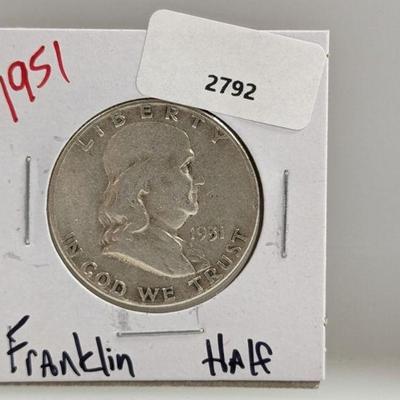 1951
2792
LIBERTY
1951
IN GOD WE TRUST
Franklin Half